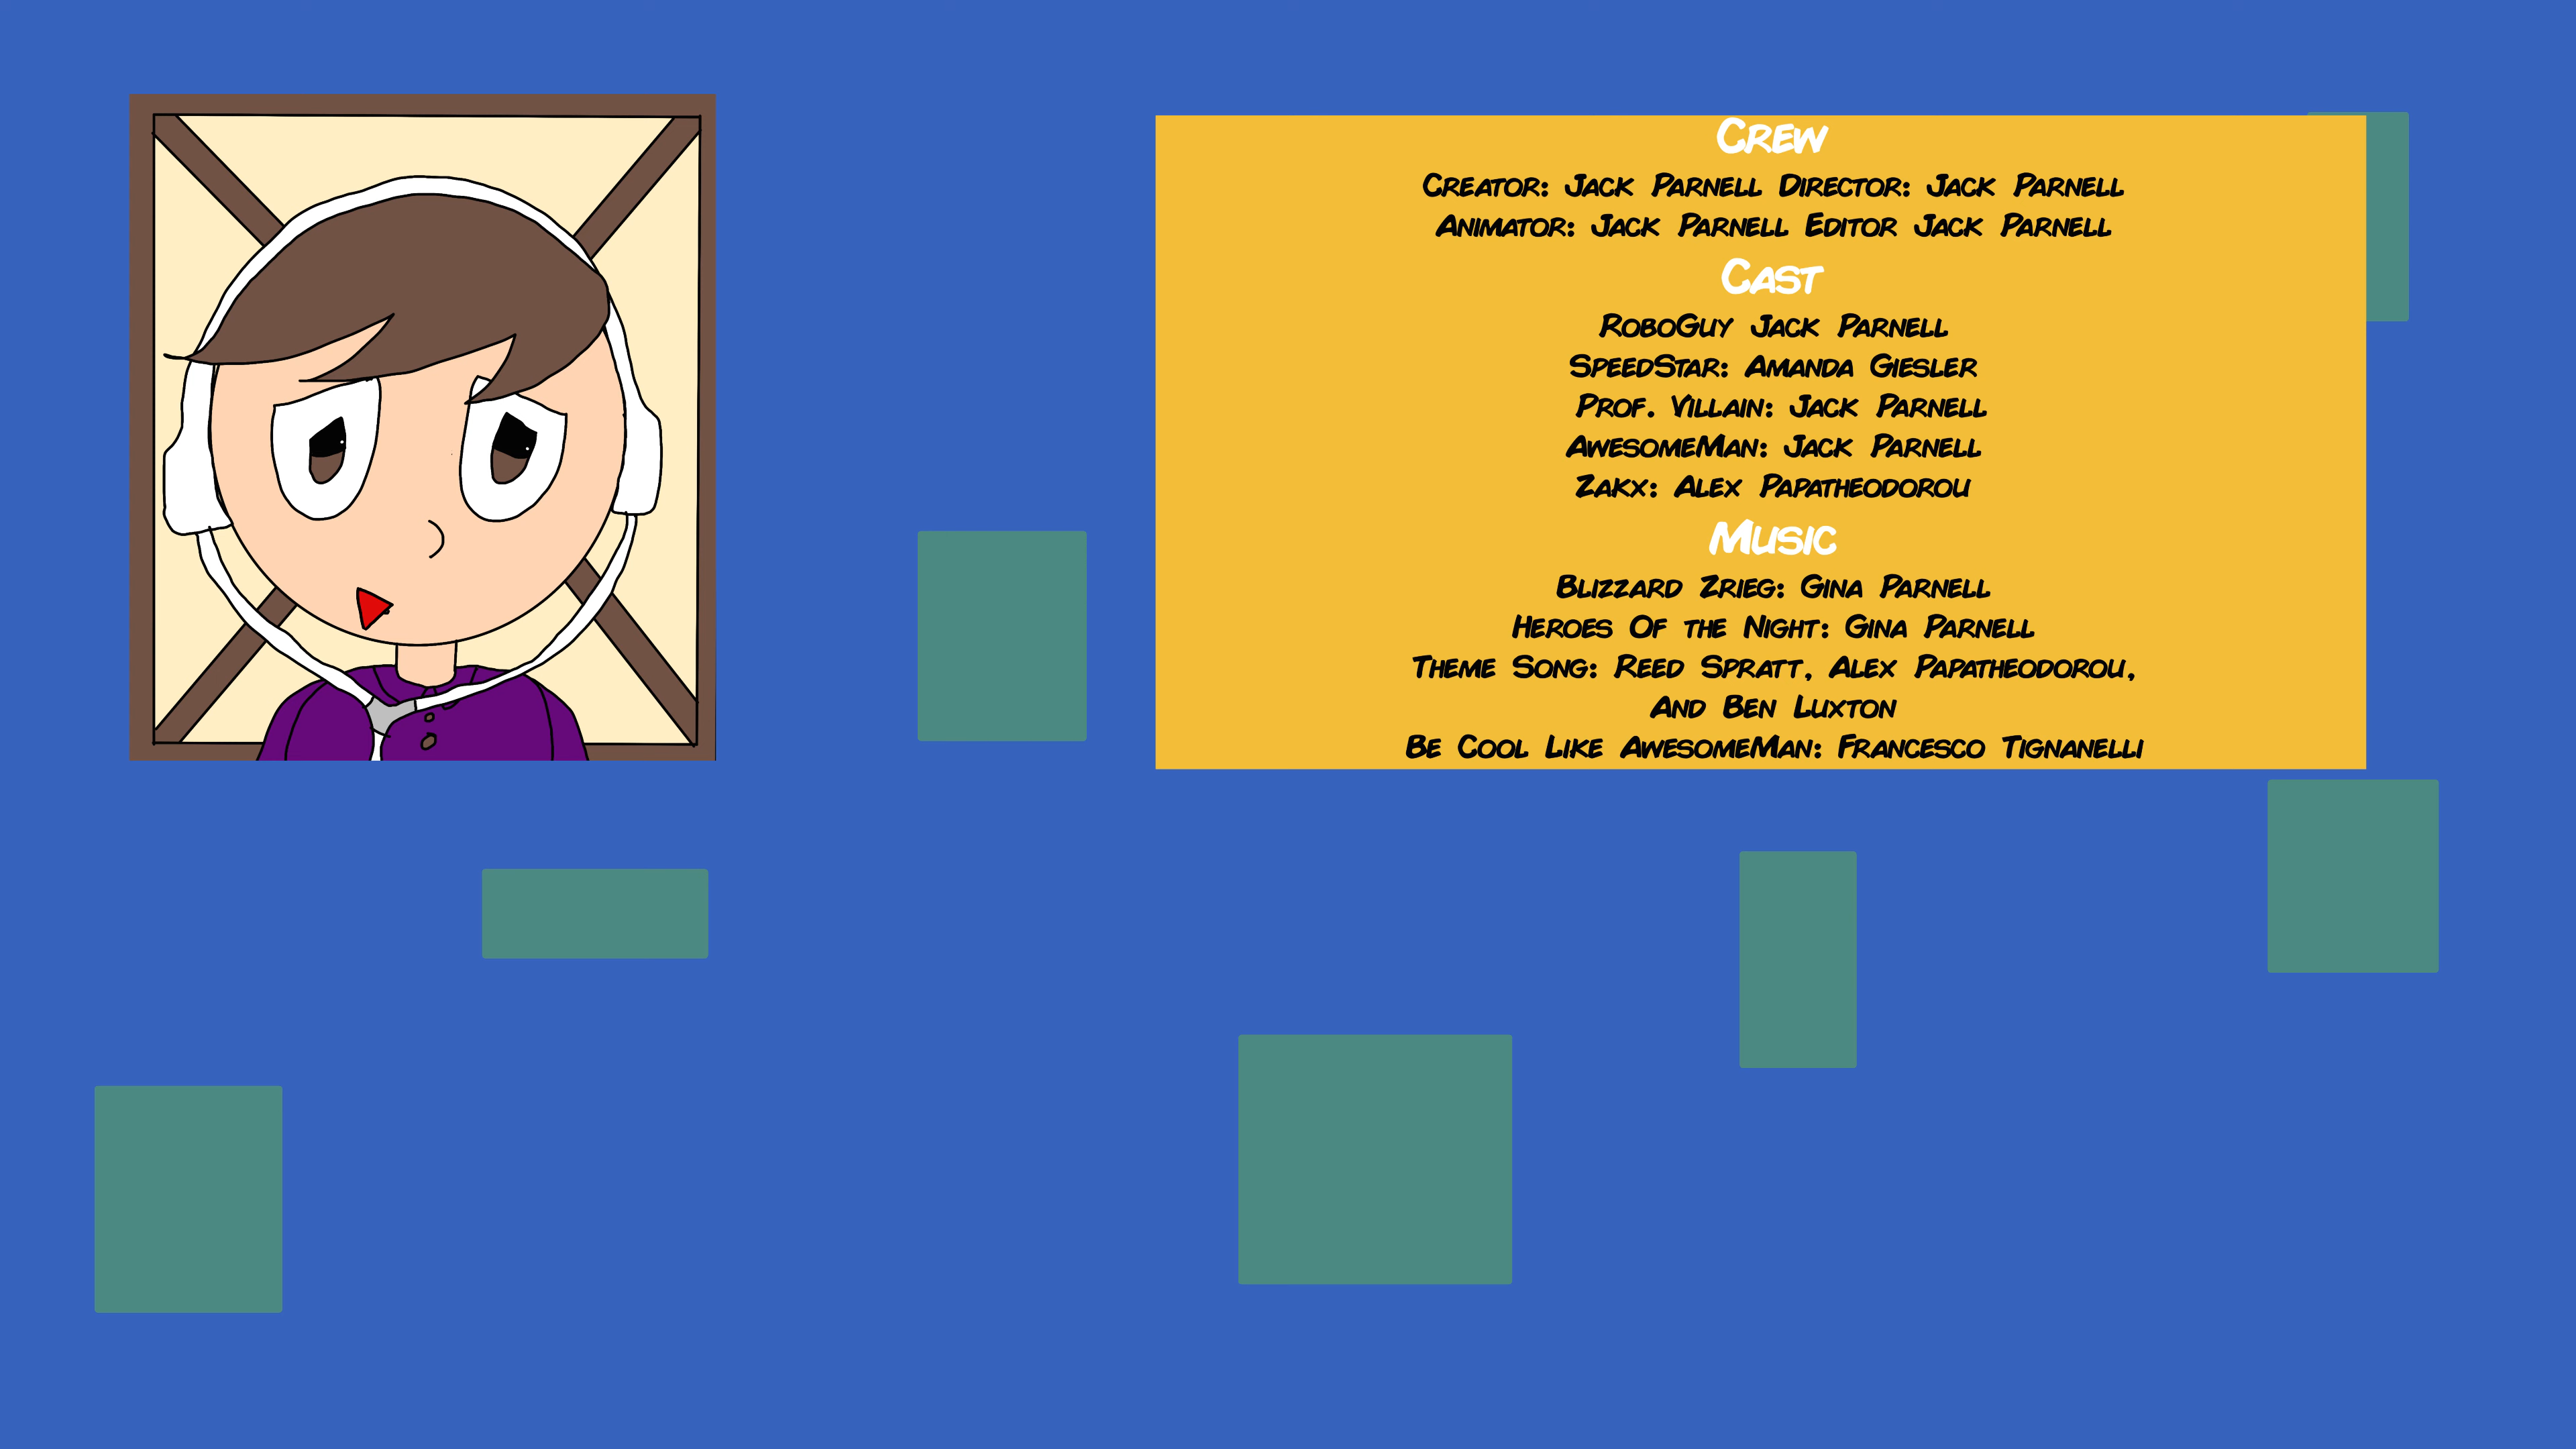 Crew
Creator: Jack Parnell Director: Jack Parnell
Animator: Jack Parnell Editor Jack Parnell
Cast
RoboGuy Jack Parnell
SpeedStar: Amanda Giesler
Prof. Villain: Jack Parnell
AwesomeMan: Jack Parnell
Zakx: Alex Papatheodorou
Music
Blizzard Zrieg: Gina Parnell
Heroes Of the Night: Gina Parnell
Theme Song: Reed Spratt, Alex Papatheodorou,
And Ben Luxton
Be Cool Like AwesomeMan: Francesco Tignanelli